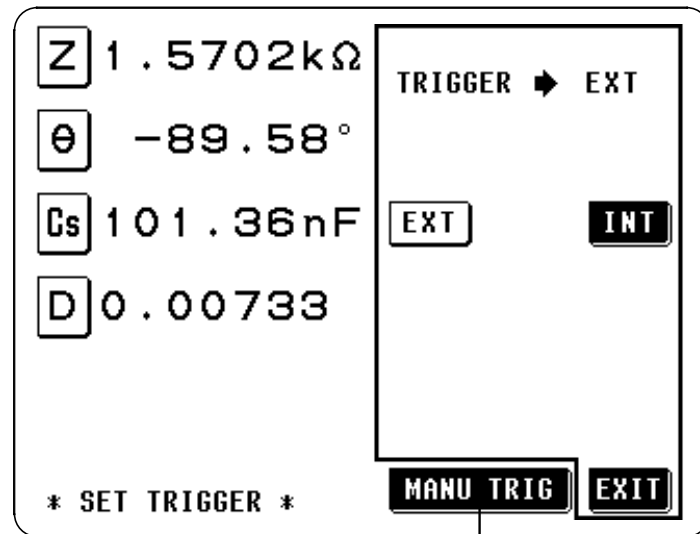 Z 1.5702kΩ
θ -89.58°
Cs 101.36nF
D 0.00733
* SET TRIGGER *
TRIGGER ➧ EXT
EXT INT
MANU TRIG EXIT